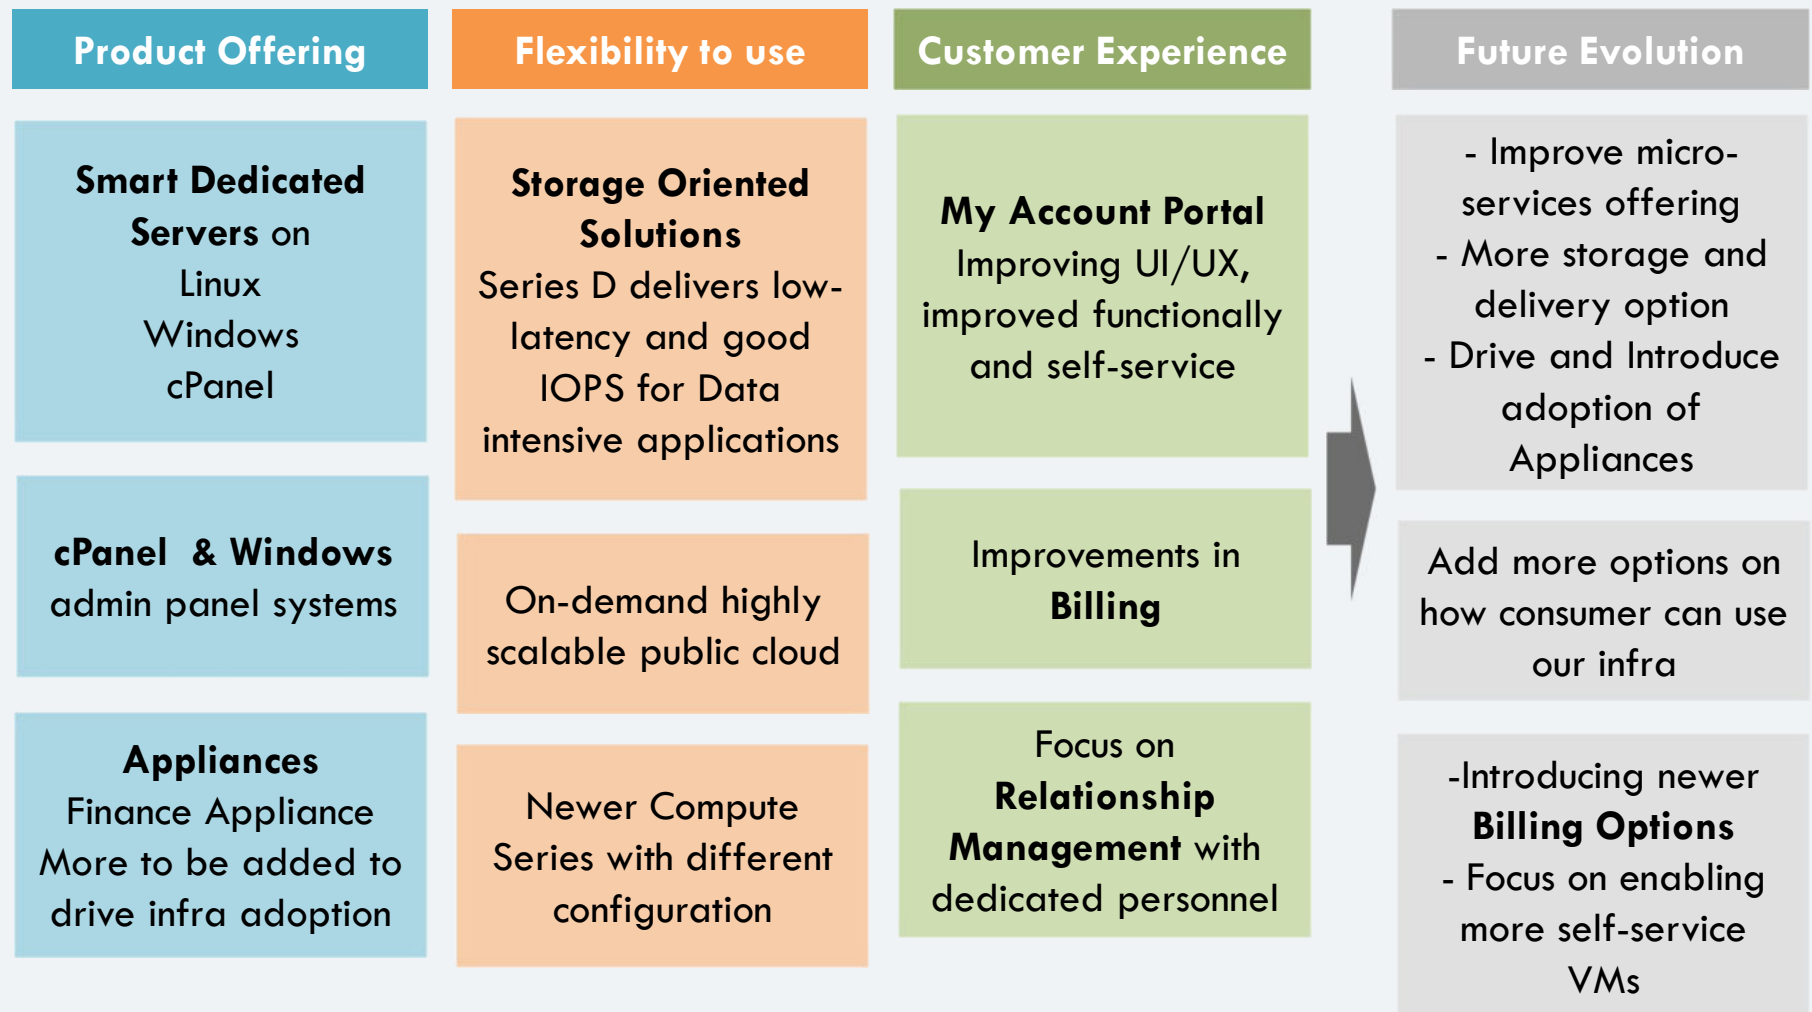 Product Offering
Smart Dedicated
Servers on
Linux
Windows
cPanel
cPanel & Windows
admin panel systems
Appliances
Finance Appliance
More to be added to
drive infra adoption
Flexibility to use
Storage Oriented
Solutions
Series D delivers low-
latency and good
IOPS for Data
intensive applications
On-demand highly
scalable public cloud
Newer Compute
Series with different
configuration
Customer Experience
My Account Portal
Improving UI/UX,
improved functionally
and self-service
Improvements in
Billing
Focus on
Relationship
Management with
dedicated personnel
Future Evolution
- Improve micro-
services offering
- More storage and
delivery option
- Drive and Introduce
adoption of
Appliances
Add more options on
how consumer can use
our infra
-Introducing newer
Billing Options
- Focus on enabling
more self-service
VMs